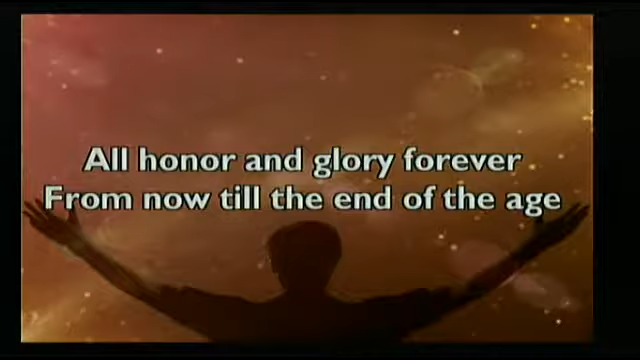 All honor and glory forever
From now till the end of the age